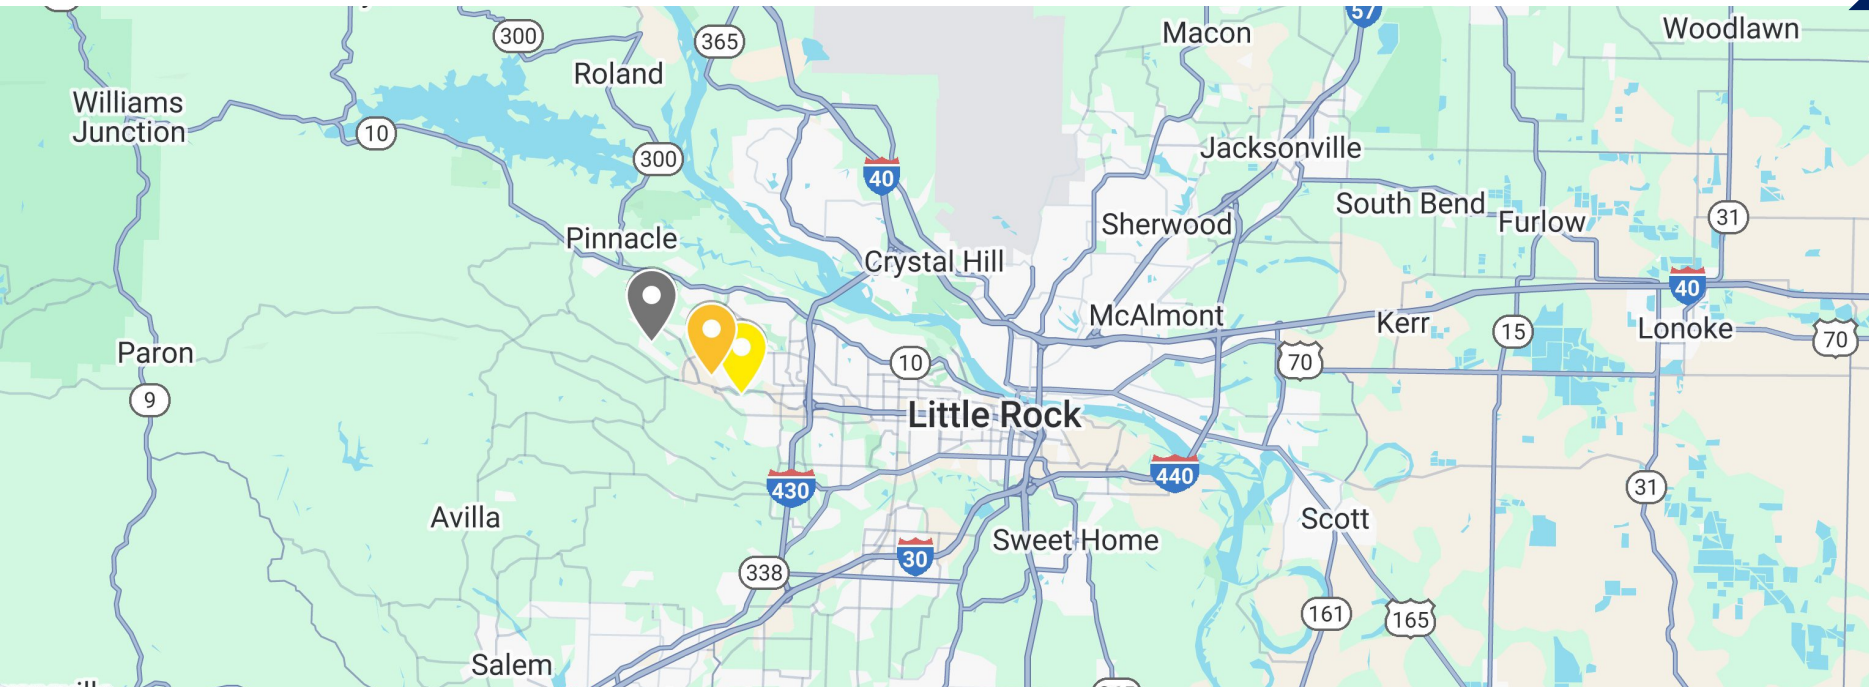 57
Woodlawn
300
365
Macon
Roland
Williams
Junction
10
Jacksonville
300
40
South Bend
Sherwood
Furlow
31
Pinnacle
Crystal Hill
40
McAlmont
Kerr
15
Lonoke
70
Paron
10
70
9
Little Rock
440
430
31
Avilla
Scott
Sweet Home
30
338
161
165
Salem